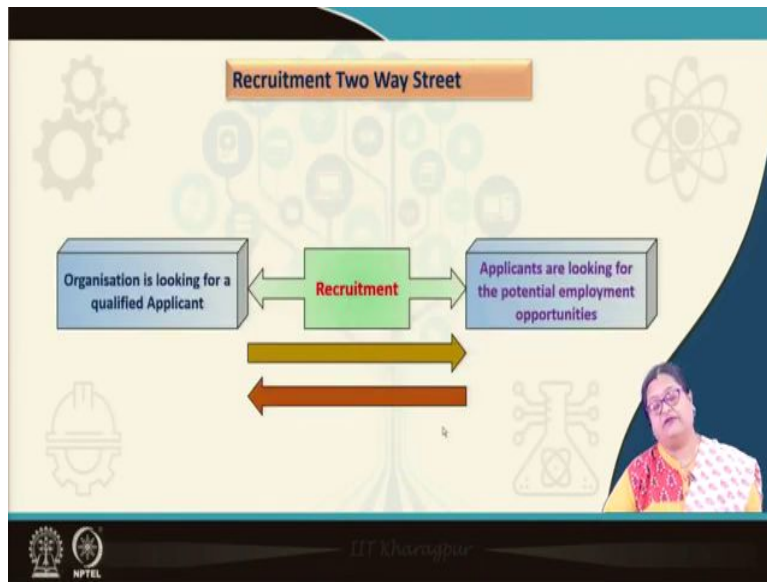 Recruitment Two Way Street
Organisation is looking for a
qualified Applicant
Recruitment
Applicants are looking for
the potential employment
opportunities
IIT Kharagpur
NPTEL